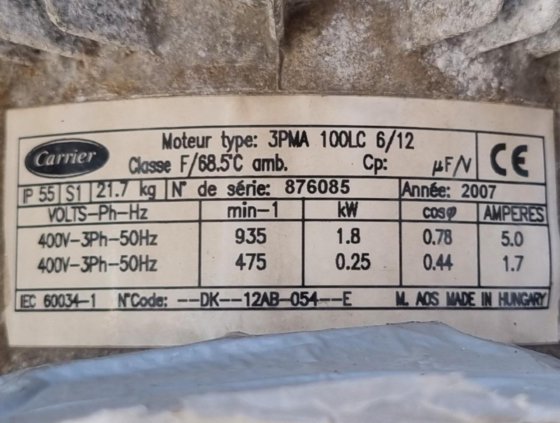 Carrier
Moteur type: 3PMA 100LC 6/12
Classe F/68.5°C amb. Cp: µF/V CE
IP 55 S1 21.7 kg N° de série: 876085 Année: 2007
VOLTS-Ph-Hz min-1 kW cosφ AMPERES
400V-3Ph-50Hz 935 1.8 0.78 5.0
400V-3Ph-50Hz 475 0.25 0.44 1.7
IEC 60034-1 N°Code: --DK--12AB-054--E M. AOS MADE IN HUNGARY